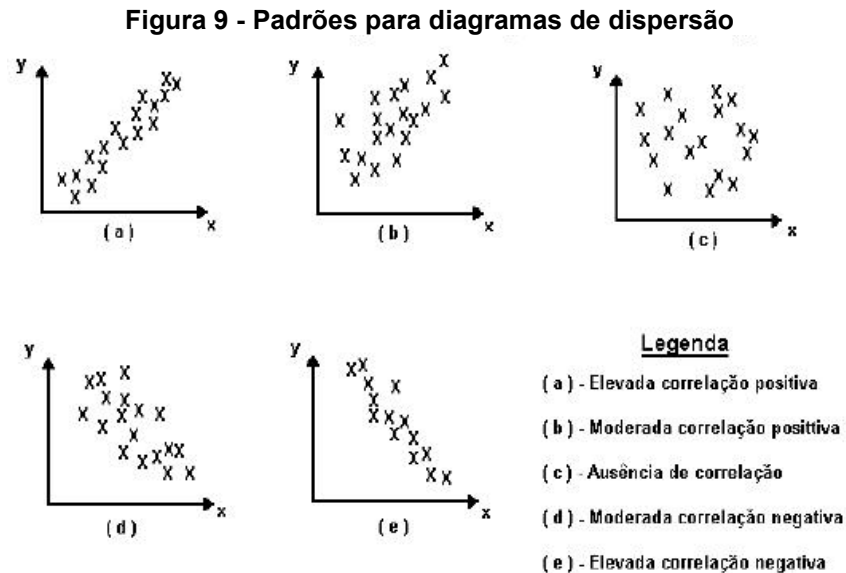 Figura 9 - Padrões para diagramas de dispersão
y
x
( a )
y
x
( b )
y
x
( c )
y
x
( d )
y
x
( e )
Legenda
( a ) - Elevada correlação positiva
( b ) - Moderada correlação posittiva
( c ) - Ausência de correlação
( d ) - Moderada correlação negativa
( e ) - Elevada correlação negativa